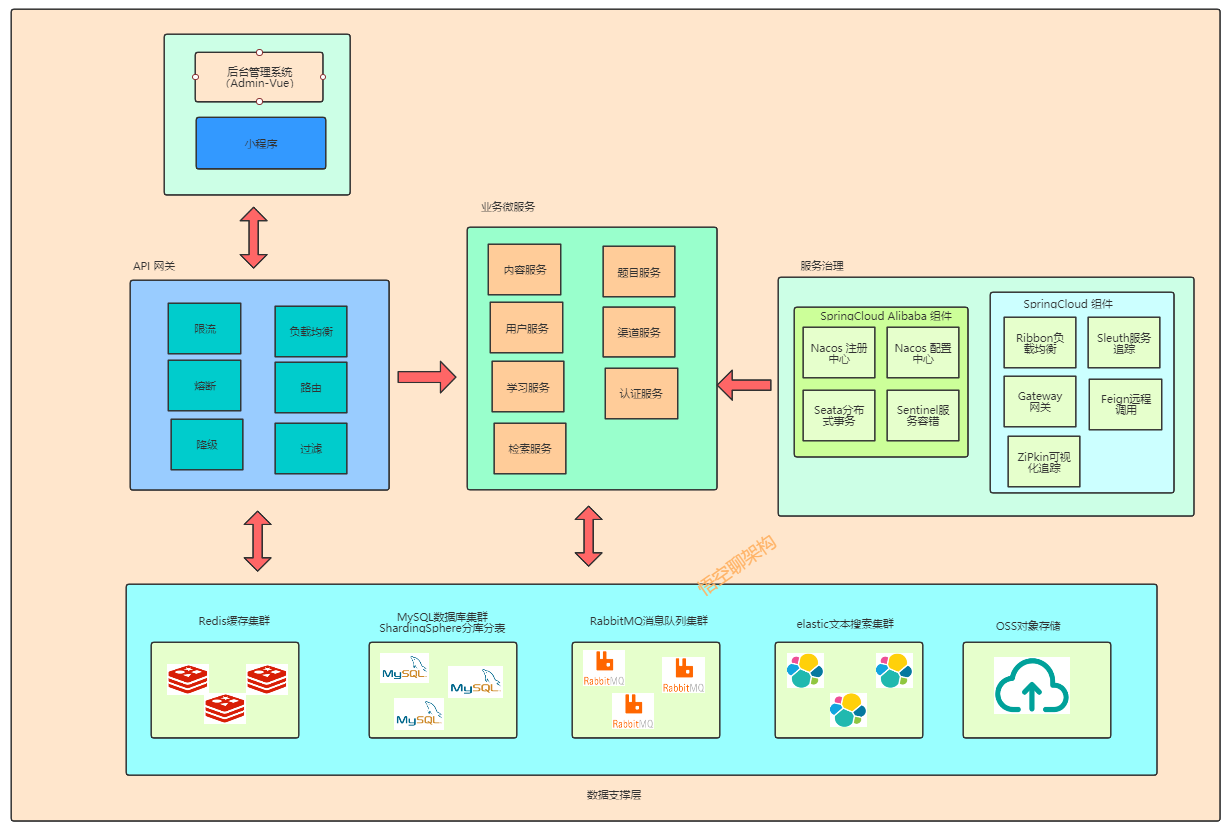 后台管理系统
（Admin-Vue）
小程序
API 网关
限流
负载均衡
熔断
路由
降级
过滤
业务微服务
内容服务
题目服务
用户服务
渠道服务
学习服务
认证服务
检索服务
服务治理
SpringCloud Alibaba 组件
Nacos 注册
中心
Nacos 配置
中心
Seata分布
式事务
Sentinel服
务容错
SpringCloud 组件
Ribbon负
载均衡
Sleuth服务
追踪
Gateway
网关
Feign远程
调用
ZiPkin可视
化追踪
悟空聊架构
Redis缓存集群
MySQL数据库集群
ShardingSphere分库分表
MySQL
MySQL
MySQL
RabbitMQ消息队列集群
RabbitMQ
RabbitMQ
RabbitMQ
elastic文本搜索集群
OSS对象存储
数据支撑层